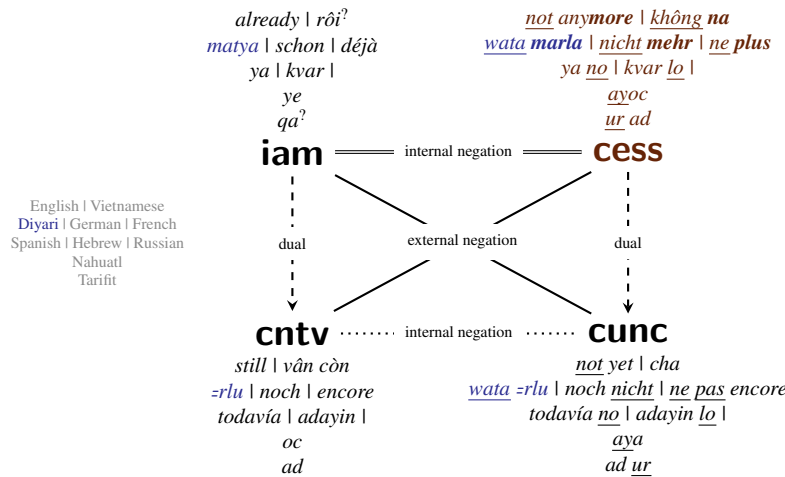 already | rôi?
matya | schon | déjà
ya | kvar |
ye
qa?
iam
not anymore | không na
wata marla | nicht mehr | ne plus
ya no | kvar lo |
ayoc
ur ad
cess
internal negation
English | Vietnamese
Diyari | German | French
Spanish | Hebrew | Russian
Nahuatl
Tarifit
dual
external negation
dual
cntv
internal negation
cunc
still | vân còn
=rlu | noch | encore
todavía | adayin |
oc
ad
not yet | cha
wata =rlu | noch nicht | ne pas encore
todavía no | adayin lo |
aya
ad ur